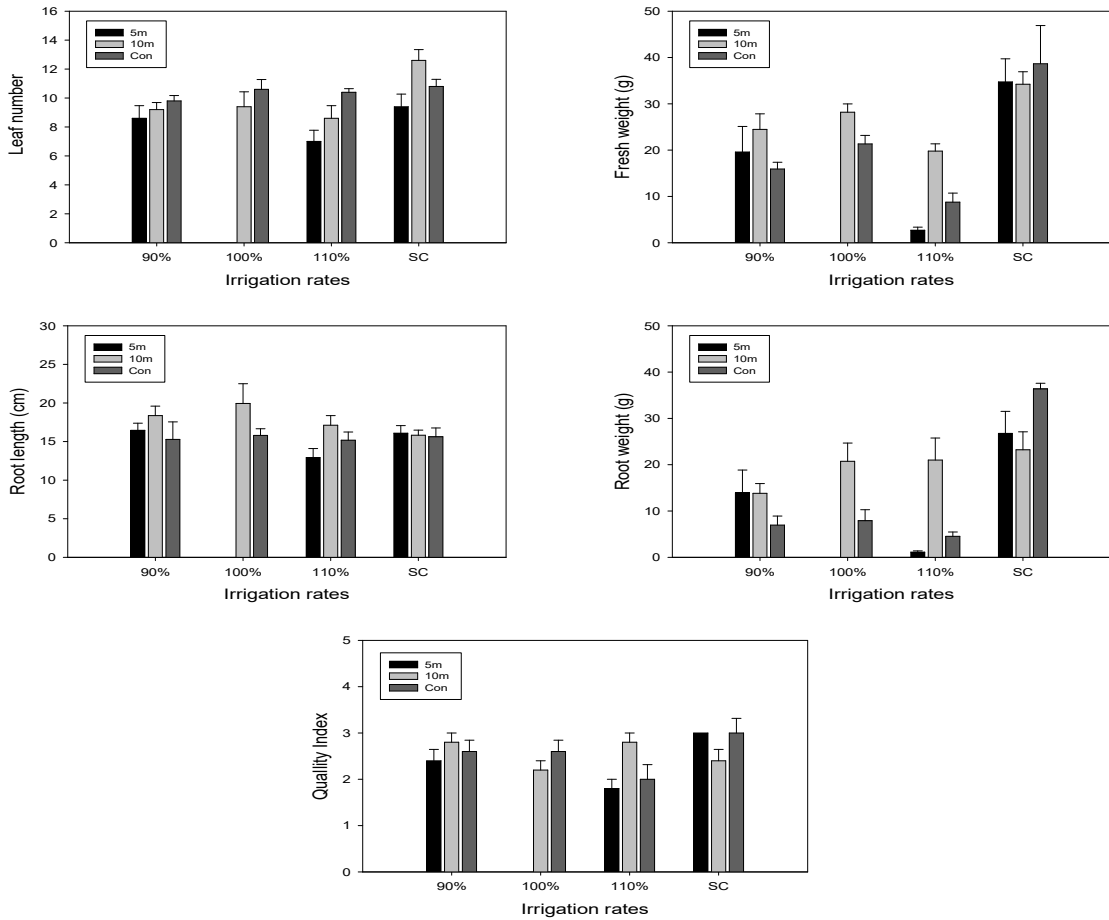 Leaf number
16
14
12
10
8
6
4
2
0
5m
10m
Con
90% 100% 110% SC
Irrigation rates
Fresh weight (g)
50
40
30
20
10
0
5m
10m
Con
90% 100% 110% SC
Irrigation rates
Root length (cm)
30
25
20
15
10
5
0
5m
10m
Con
90% 100% 110% SC
Irrigation rates
Root weight (g)
50
40
30
20
10
0
5m
10m
Con
90% 100% 110% SC
Irrigation rates
Quallity Index
5
4
3
2
1
0
5m
10m
Con
90% 100% 110% SC
Irrigation rates